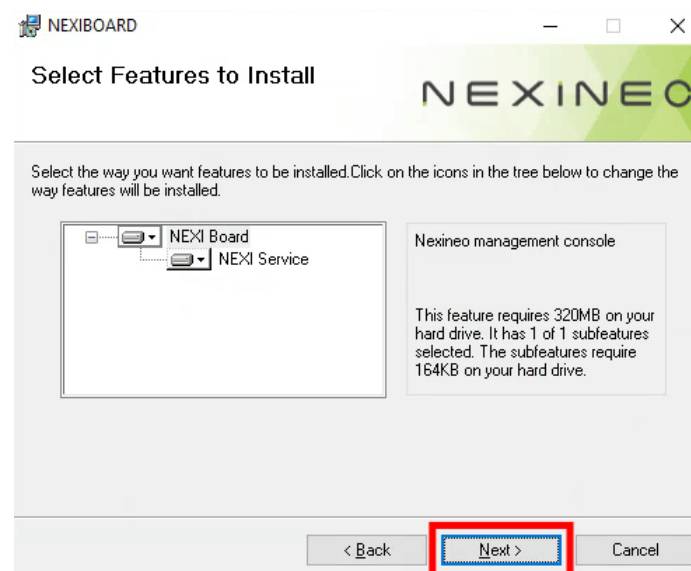 NEXIBOARD
Select Features to Install
NEXINEO
Select the way you want features to be installed.Click on the icons in the tree below to change the
way features will be installed.
NEXI Board
NEXI Service
Nexineo management console
This feature requires 320MB on your
hard drive. It has 1 of 1 subfeatures
selected. The subfeatures require
164KB on your hard drive.
< Back
Next >
Cancel